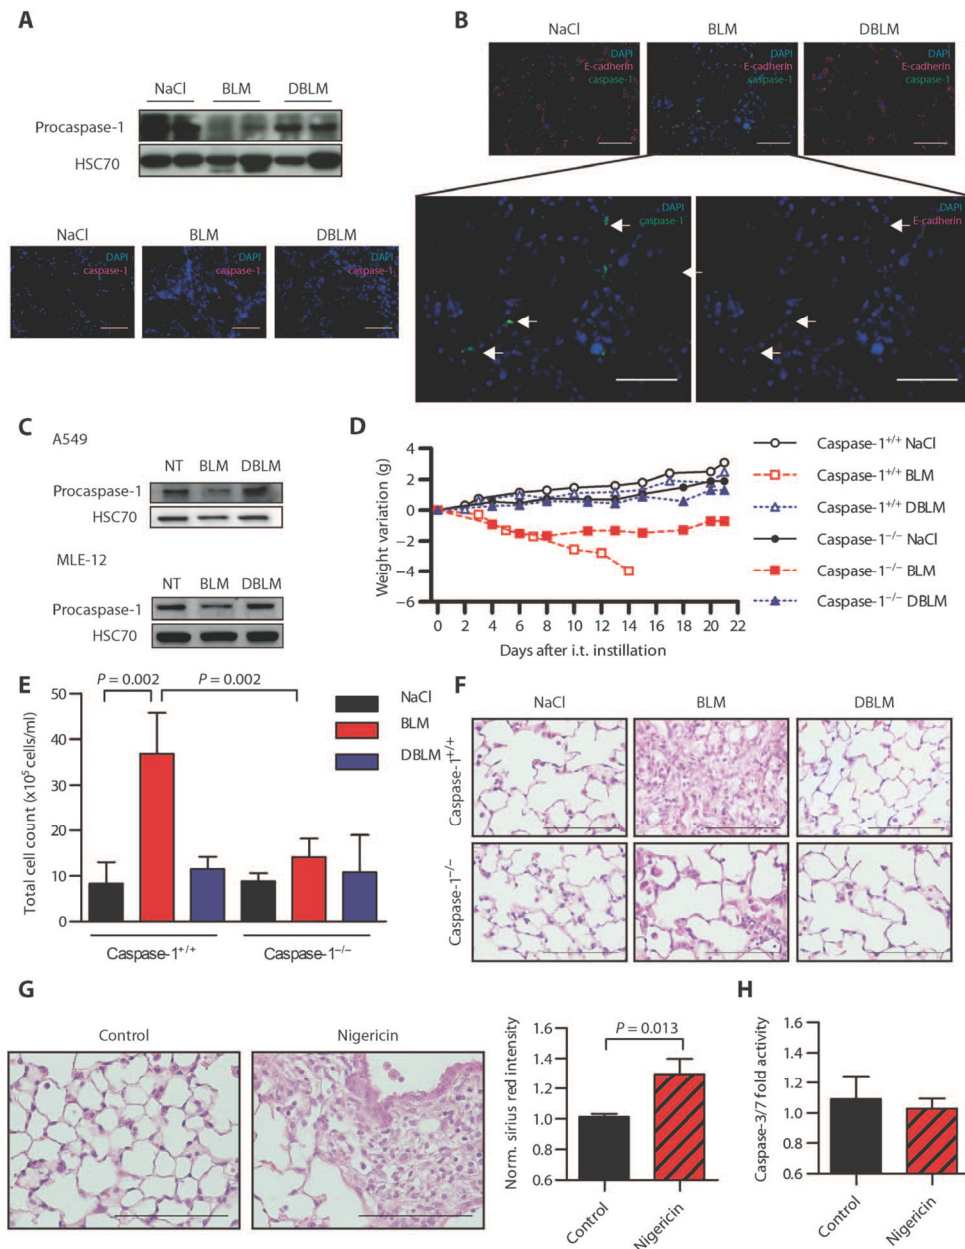 A
NaCl BLM DBLM
Procaspase-1
HSC70
NaCl BLM DBLM
DAPI DAPI DAPI
caspase-1 caspase-1 caspase-1
B
NaCl BLM DBLM
DAPI DAPI DAPI
E-cadherin E-cadherin E-cadherin
caspase-1 caspase-1 caspase-1
DAPI DAPI
caspase-1 E-cadherin
C
A549
NT BLM DBLM
Procaspase-1
HSC70
MLE-12
NT BLM DBLM
Procaspase-1
HSC70
D
Weight variation (g)
4
2
0
−2
−4
−6
0 2 4 6 8 10 12 14 16 18 20 22
Days after i.t. instillation
Caspase-1+/+ NaCl
Caspase-1+/+ BLM
Caspase-1+/+ DBLM
Caspase-1−/− NaCl
Caspase-1−/− BLM
Caspase-1−/− DBLM
E
P = 0.002 P = 0.002
NaCl
BLM
DBLM
Total cell count (x10⁵ cells/ml)
50
40
30
20
10
0
Caspase-1+/+ Caspase-1−/−
F
NaCl BLM DBLM
Caspase-1+/+
Caspase-1−/−
G
Control Nigericin
Norm. sirius red intensity
P = 0.013
1.6
1.4
1.2
1.0
0.8
0.6
Control Nigericin
H
Caspase-3/7 fold activity
1.6
1.4
1.2
1.0
0.8
0.6
Control Nigericin